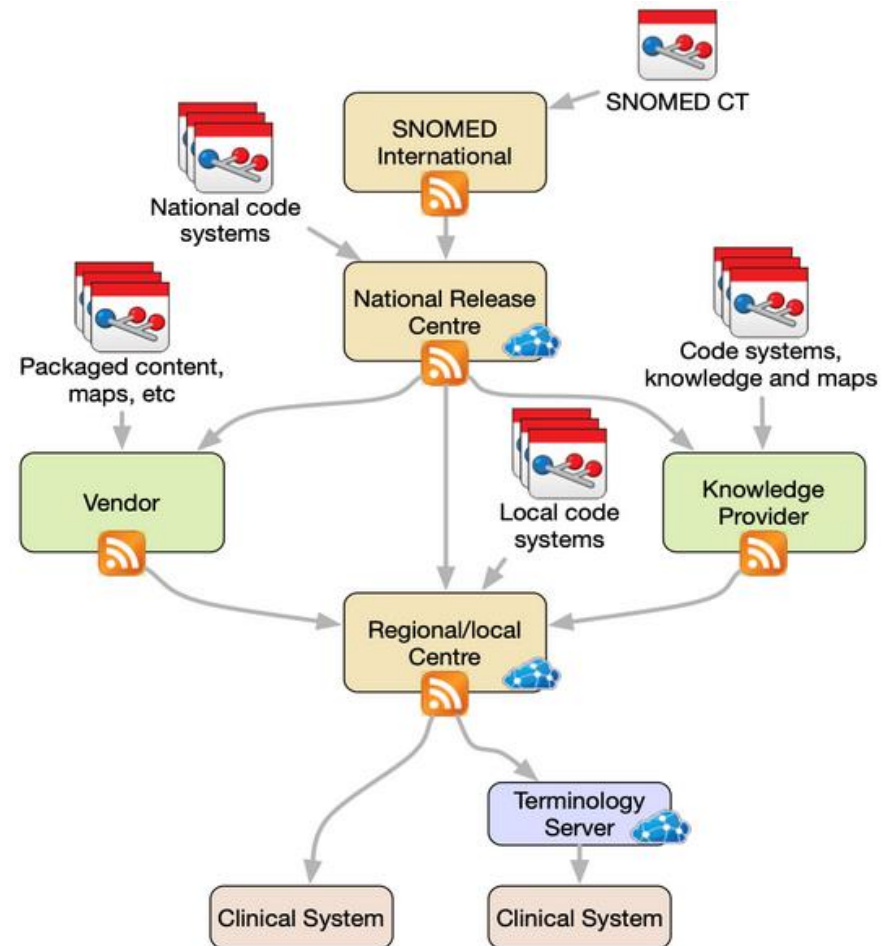 SNOMED CT
SNOMED
International
National code
systems
National Release
Centre
Packaged content,
maps, etc
Code systems,
knowledge and maps
Vendor
Local code
systems
Knowledge
Provider
Regional/local
Centre
Terminology
Server
Clinical System
Clinical System